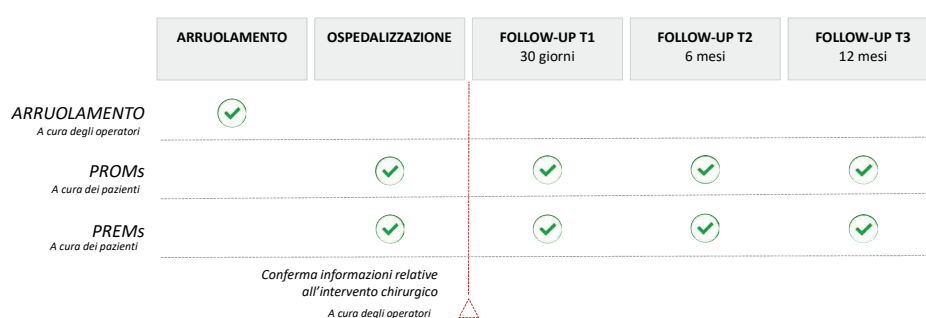 ARRUOLAMENTO
OSPEDALIZZAZIONE
FOLLOW-UP T1
30 giorni
FOLLOW-UP T2
6 mesi
FOLLOW-UP T3
12 mesi
ARRUOLAMENTO
A cura degli operatori
PROMs
A cura dei pazienti
PREMs
A cura dei pazienti
Conferma informazioni relative
all'intervento chirurgico
A cura degli operatori